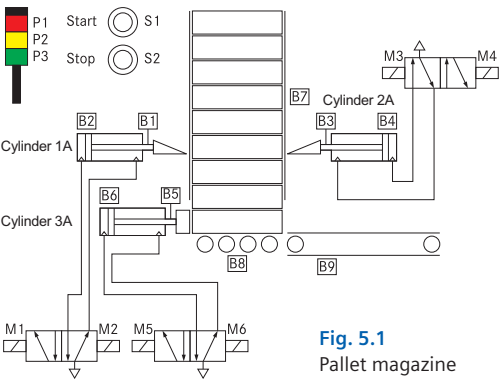 P1
P2
P3
Start
S1
Stop
S2
B7
M3
M4
Cylinder 2A
B2
B1
B3
B4
Cylinder 1A
B6
B5
Cylinder 3A
B8
B9
M1
M2
M5
M6
Fig. 5.1
Pallet magazine